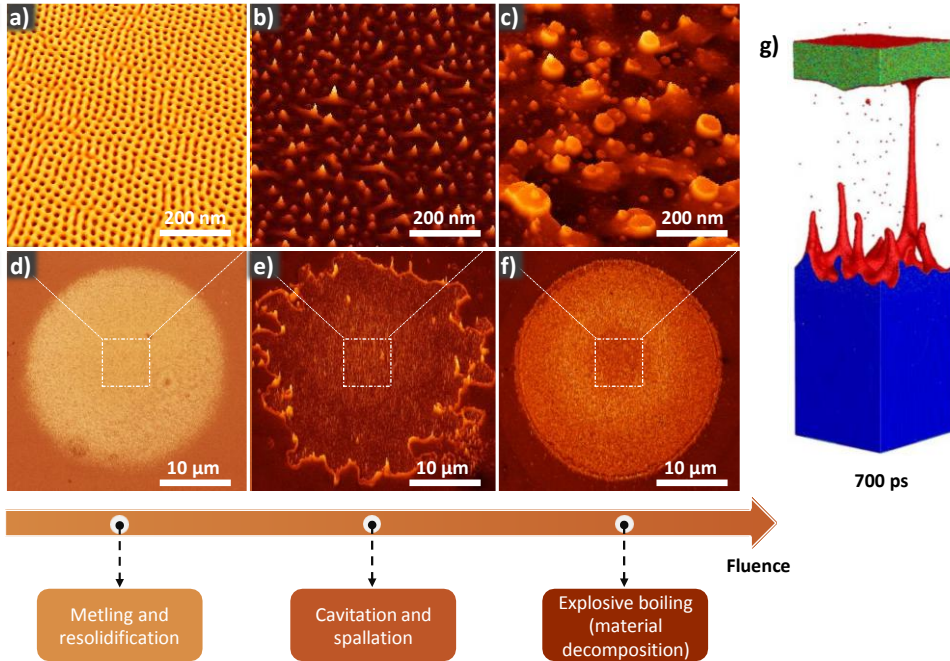 a)
b)
c)
g)
200 nm
200 nm
200 nm
d)
e)
f)
10 µm
10 µm
10 µm
700 ps
Fluence
Metling and
resolidification
Cavitation and
spallation
Explosive boiling
(material
decomposition)